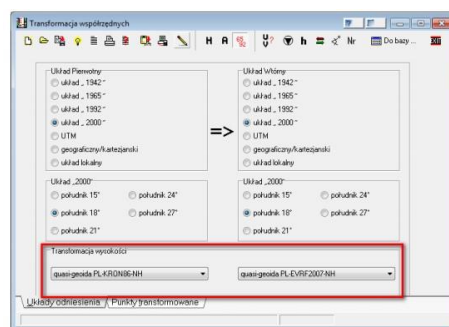 Transformacja współrzędnych
H A Nr Do bazy ...
Układ Pierwotny
układ „ 1942 "
układ „ 1965 "
układ „ 1992 "
układ „ 2000 "
UTM
geograficzny/kartezjanski
układ lokalny
=>
Układ Wtórny
układ „ 1942 "
układ „ 1965 "
układ „ 1992 "
układ „ 2000 "
UTM
geograficzny/kartezjanski
układ lokalny
Układ „2000"
południk 15° południk 24°
południk 18° południk 27°
południk 21°
Układ „2000"
południk 15° południk 24°
południk 18° południk 27°
południk 21°
Transformacja wysokości
quasi-geoida PL-KRON86-NH quasi-geoida PL-EVRF2007-NH
Układy odniesienia Punkty transformowane